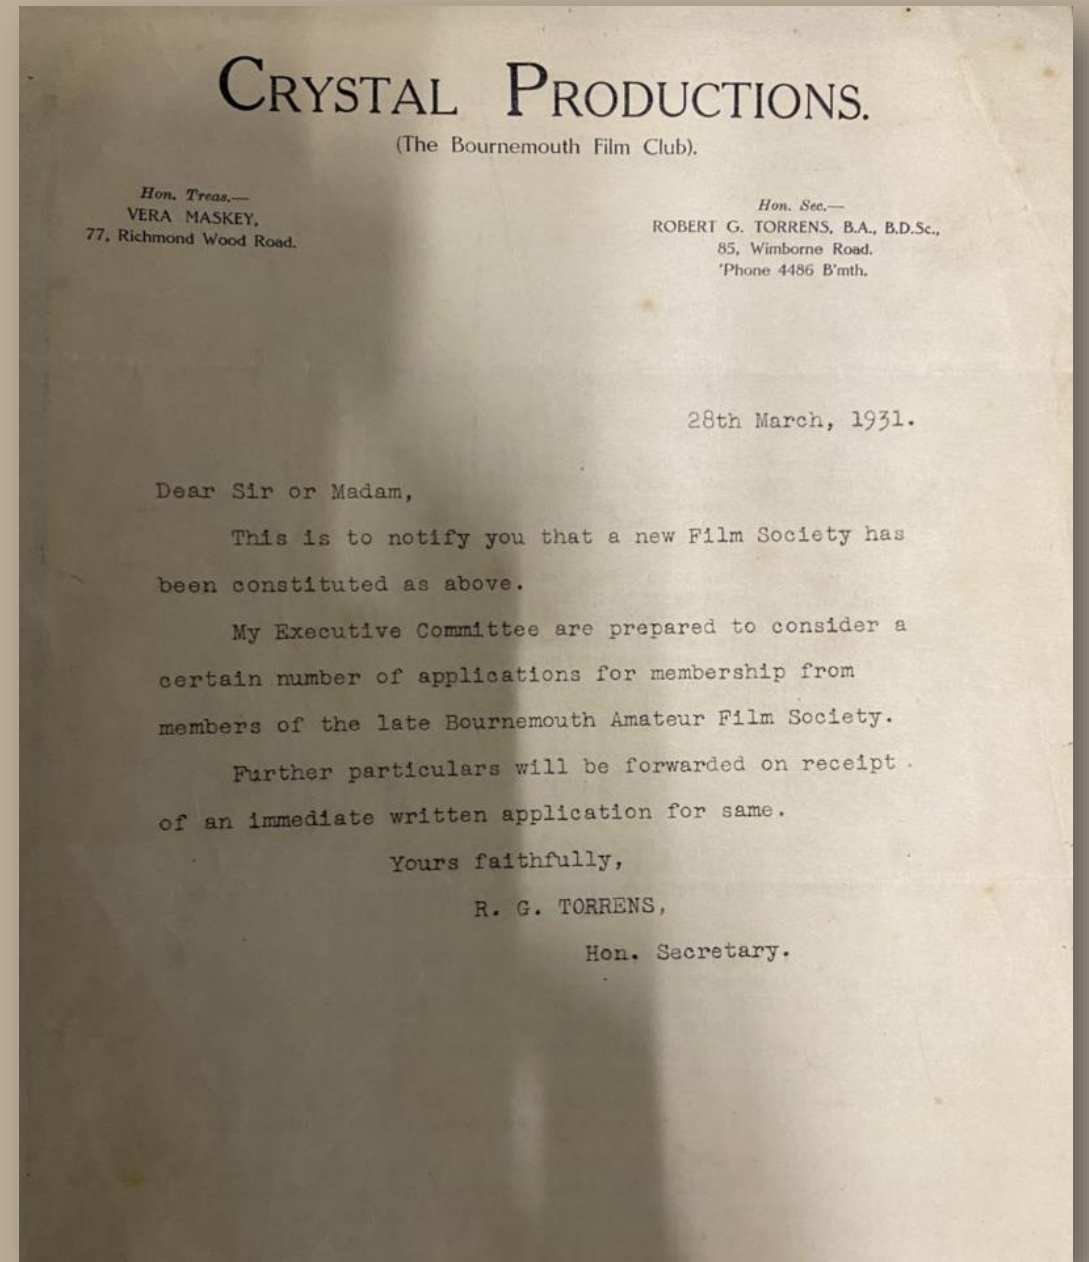 CRYSTAL PRODUCTIONS.
(The Bournemouth Film Club).
Hon. Treas.—
VERA MASKEY,
77, Richmond Wood Road.
Hon. Sec.—
ROBERT G. TORRENS, B.A., B.D.Sc.,
85, Wimborne Road.
'Phone 4486 B'mth.
28th March, 1931.
Dear Sir or Madam,
This is to notify you that a new Film Society has
been constituted as above.
My Executive Committee are prepared to consider a
certain number of applications for membership from
members of the late Bournemouth Amateur Film Society.
Further particulars will be forwarded on receipt .
of an immediate written application for same.
Yours faithfully,
R. G. TORRENS,
Hon. Secretary.